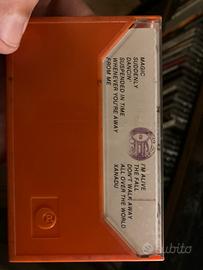 MAGIC
SUDDENLY
DANCIN'
SUSPENDED IN TIME
WHENEVER YOU'RE AWAY
FROM ME
I'M ALIVE
THE FALL
DON'T WALK AWAY
ALL OVER THE WORLD
XANADU
subito